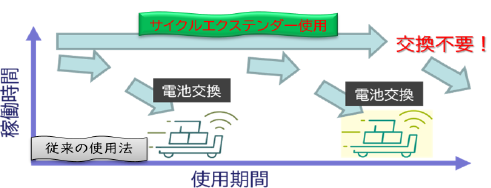 サイクルエクステンダー使用
交換不要！
電池交換
電池交換
稼動時間
従来の使用法
使用期間